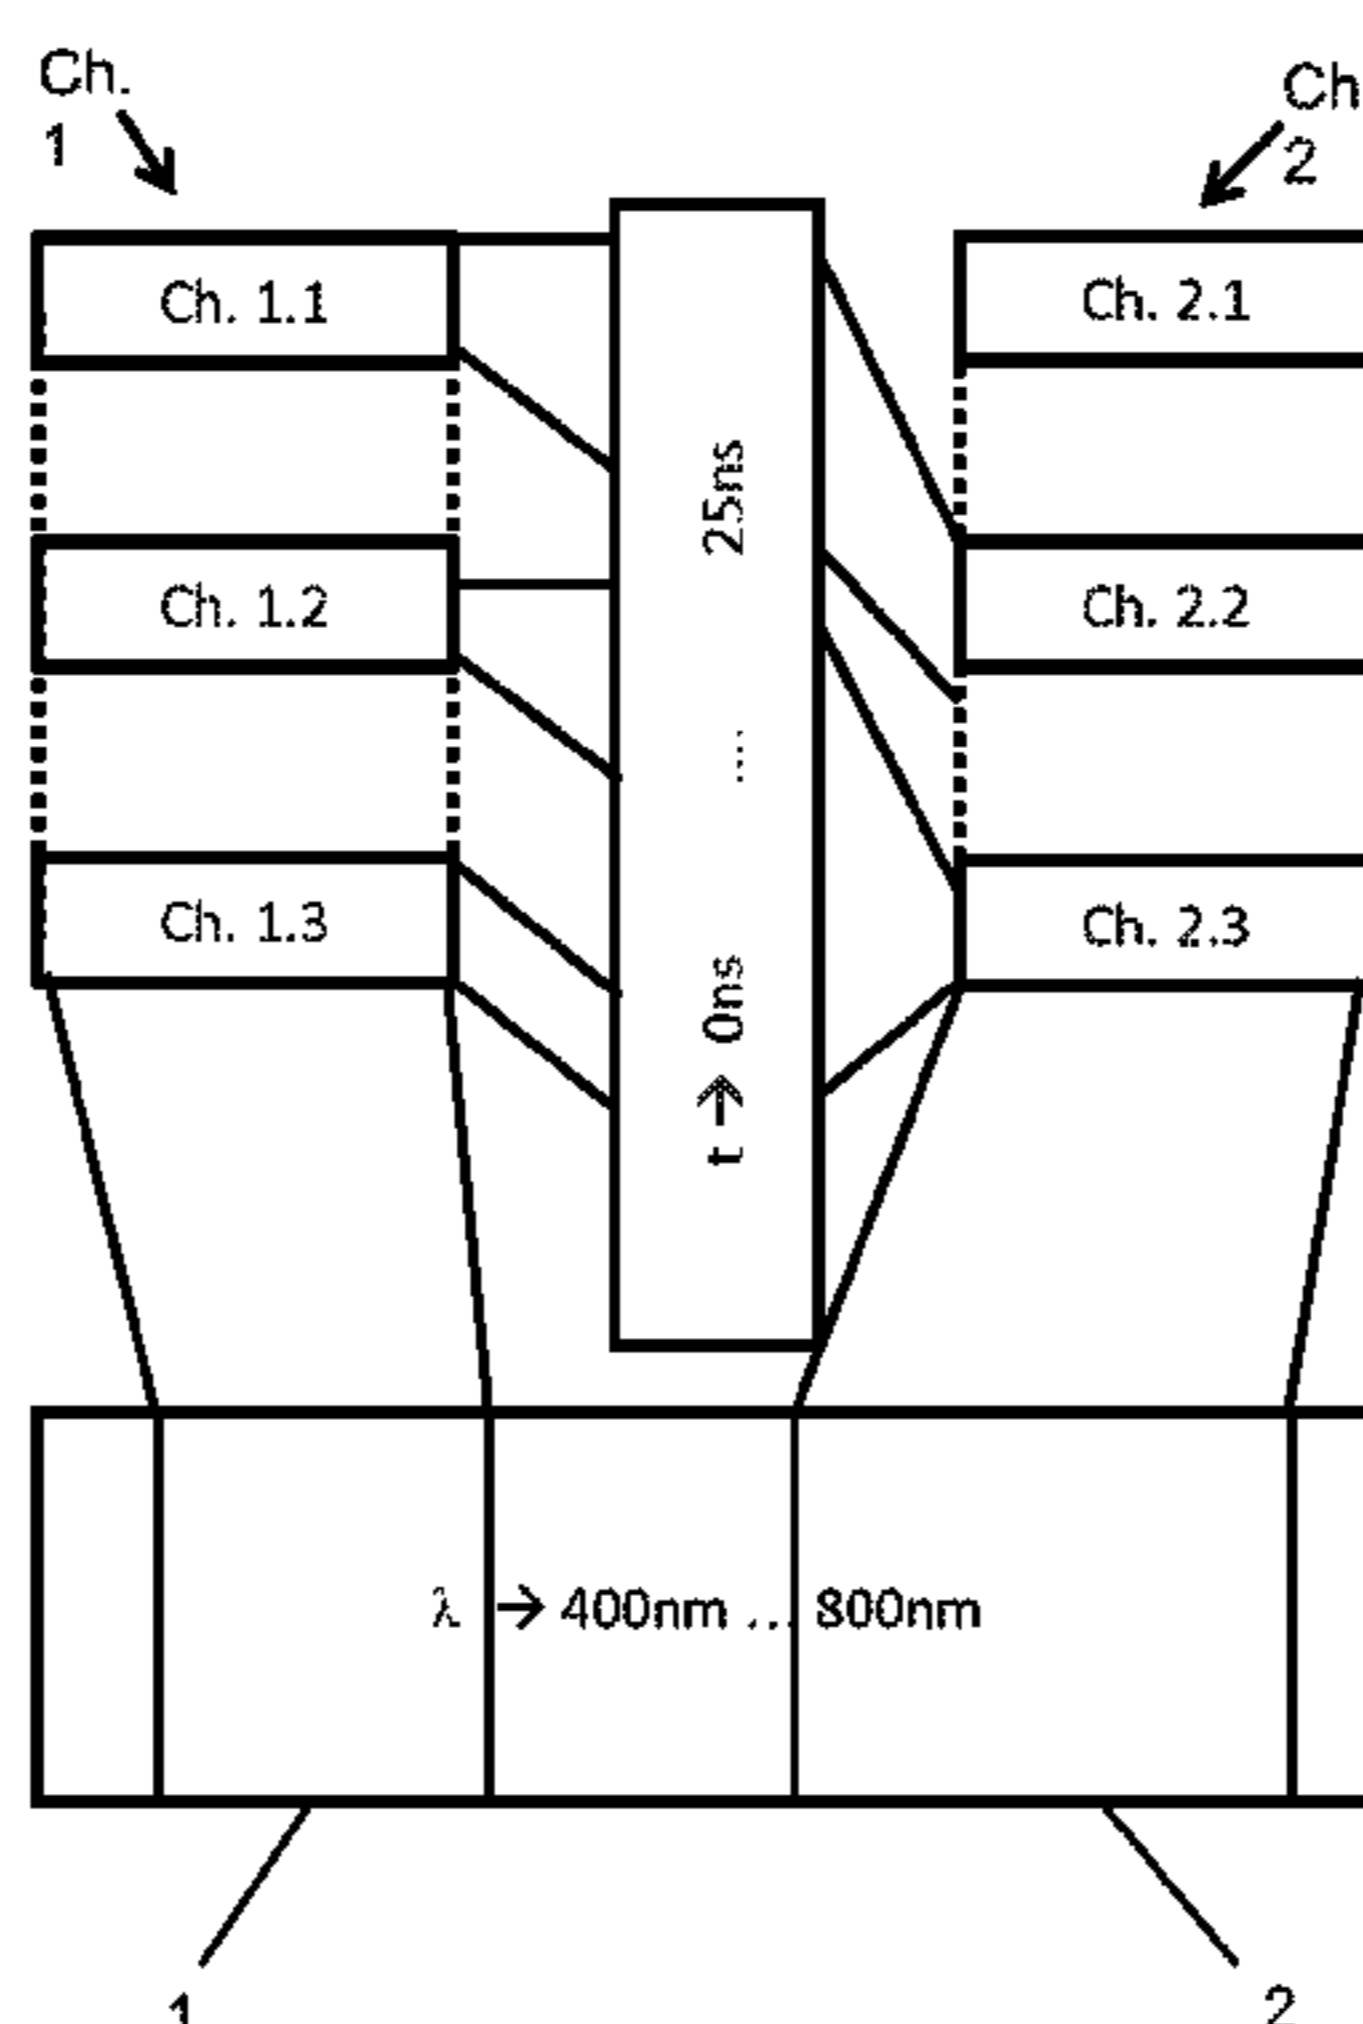 Ch.
1
Ch
2
Ch. 1.1
Ch. 2.1
25ns
Ch. 1.2
Ch. 2.2
....
Ch. 1.3
Ch. 2.3
t → 0ns
λ → 400nm ... 800nm
1
2